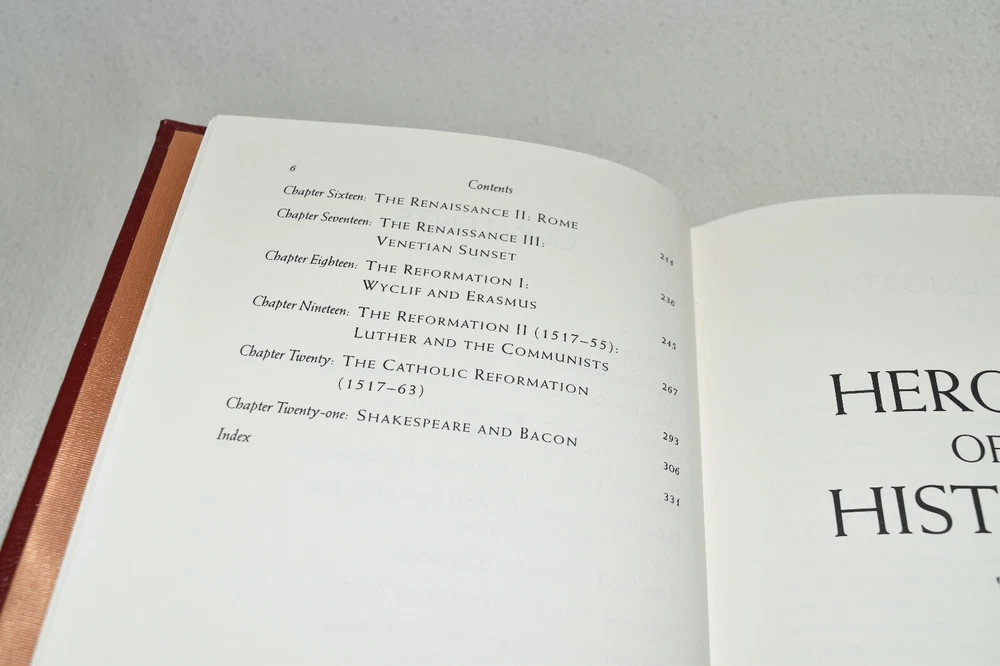 6
Contents
Chapter Sixteen: THE RENAISSANCE II: ROME 214
Chapter Seventeen: THE RENAISSANCE III:
VENETIAN SUNSET 236
Chapter Eighteen: THE REFORMATION I:
WYCLIF AND ERASMUS 245
Chapter Nineteen: THE REFORMATION II (1517–55):
LUTHER AND THE COMMUNISTS 267
Chapter Twenty: THE CATHOLIC REFORMATION
(1517–63) 293
Chapter Twenty-one: SHAKESPEARE AND BACON 306
Index 331
HERO
OF
HIST